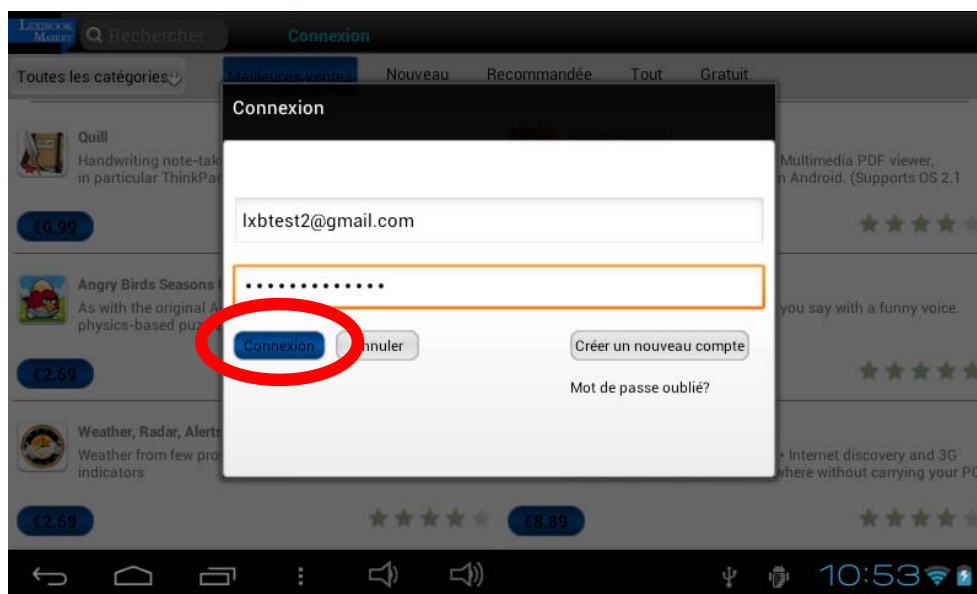 LEXIBOOK
MARKET
Rechercher
Connexion
Toutes les catégories
Meilleures ventes
Nouveau
Recommandée
Tout
Gratuit
Connexion
Quill
Handwriting note-tak
in particular ThinkPa
Multimedia PDF viewer,
n Android. (Supports OS 2.1
€0.99
lxbtest2@gmail.com
•••••••••••••
Angry Birds Seasons
As with the original A
physics-based puz
you say with a funny voice.
Connexion
nnuler
Créer un nouveau compte
€2.69
Mot de passe oublié?
Weather, Radar, Alerts
Weather from few pro
indicators
• Internet discovery and 3G
where without carrying your PC
€2.69
€8.89
10:53